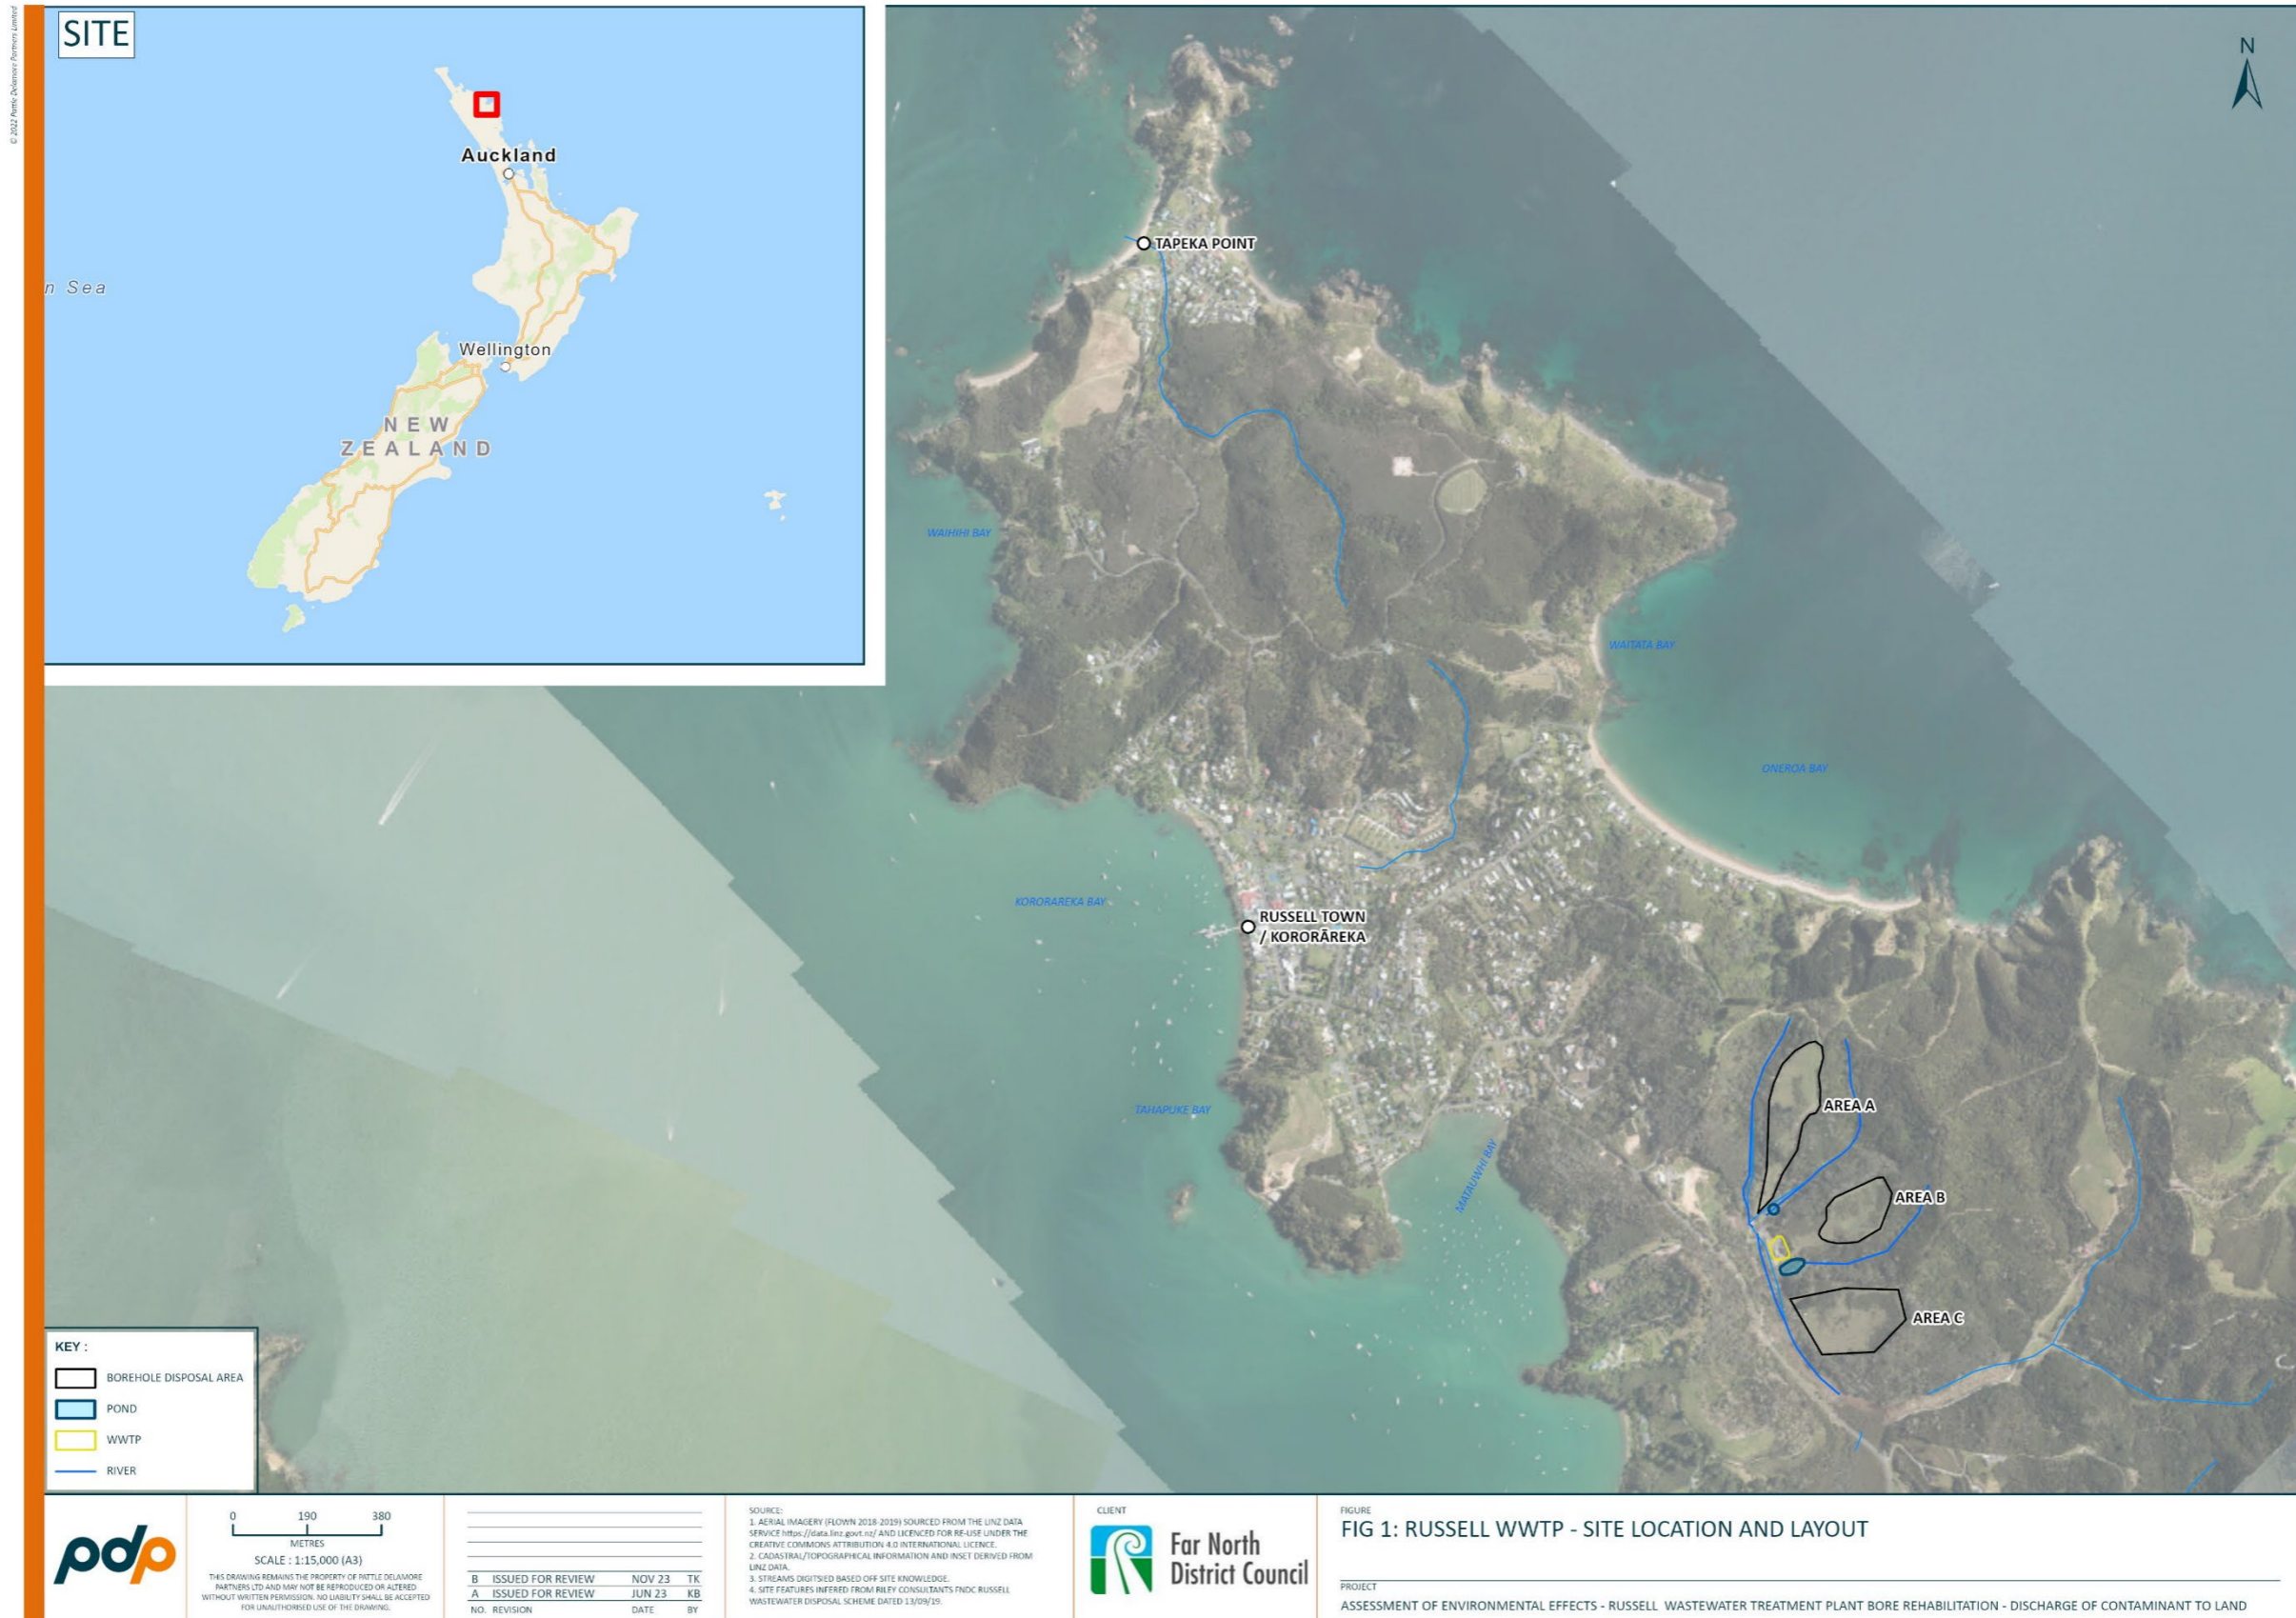 © 2022 Pattle Delamore Partners Limited
SITE
N
Auckland
n Sea
Wellington
NEW
ZEALAND
TAPEKA POINT
WAIHIHI BAY
WAITATA BAY
ONEROA BAY
KORORAREKA BAY
RUSSELL TOWN
/ KORORĀREKA
TAHAPUKE BAY
MATAUWHI BAY
AREA A
AREA B
AREA C
KEY :
BOREHOLE DISPOSAL AREA
POND
WWTP
RIVER
pdp
0 190 380
METRES
SCALE : 1:15,000 (A3)
THIS DRAWING REMAINS THE PROPERTY OF PATTLE DELAMORE
PARTNERS LTD AND MAY NOT BE REPRODUCED OR ALTERED
WITHOUT WRITTEN PERMISSION. NO LIABILITY SHALL BE ACCEPTED
FOR UNAUTHORISED USE OF THE DRAWING.
B ISSUED FOR REVIEW NOV 23 TK
A ISSUED FOR REVIEW JUN 23 KB
NO. REVISION DATE BY
SOURCE:
1. AERIAL IMAGERY (FLOWN 2018-2019) SOURCED FROM THE LINZ DATA
SERVICE https://data.linz.govt.nz/ AND LICENCED FOR RE-USE UNDER THE
CREATIVE COMMONS ATTRIBUTION 4.0 INTERNATIONAL LICENCE.
2. CADASTRAL/TOPOGRAPHICAL INFORMATION AND INSET DERIVED FROM
LINZ DATA.
3. STREAMS DIGITSIED BASED OFF SITE KNOWLEDGE.
4. SITE FEATURES INFERED FROM RILEY CONSULTANTS FNDC RUSSELL
WASTEWATER DISPOSAL SCHEME DATED 13/09/19.
CLIENT
Far North
District Council
FIGURE
FIG 1: RUSSELL WWTP - SITE LOCATION AND LAYOUT
PROJECT
ASSESSMENT OF ENVIRONMENTAL EFFECTS - RUSSELL WASTEWATER TREATMENT PLANT BORE REHABILITATION - DISCHARGE OF CONTAMINANT TO LAND